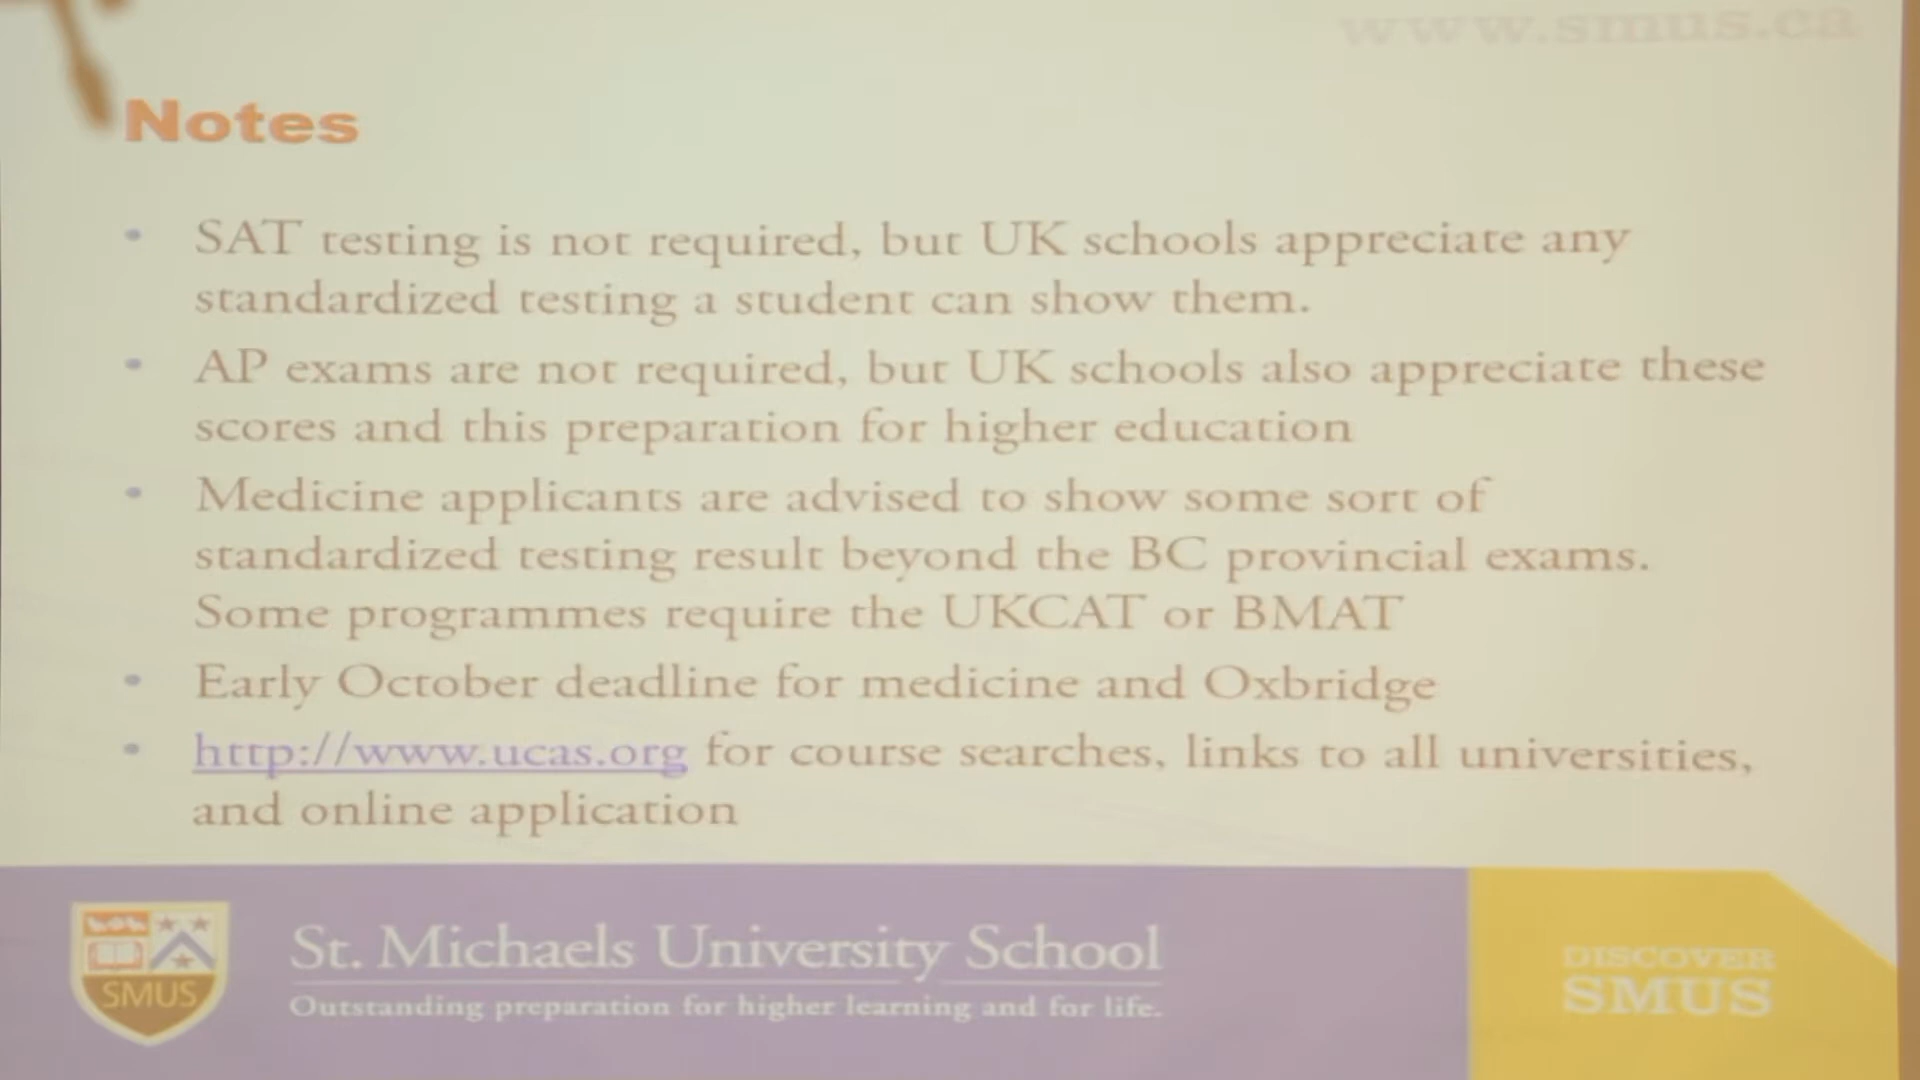 www.smus.ca
Notes
• SAT testing is not required, but UK schools appreciate any
standardized testing a student can show them.
• AP exams are not required, but UK schools also appreciate these
scores and this preparation for higher education
• Medicine applicants are advised to show some sort of
standardized testing result beyond the BC provincial exams.
Some programmes require the UKCAT or BMAT
• Early October deadline for medicine and Oxbridge
• http://www.ucas.org for course searches, links to all universities,
and online application
SMUS
St. Michaels University School
Outstanding preparation for higher learning and for life.
DISCOVER
SMUS